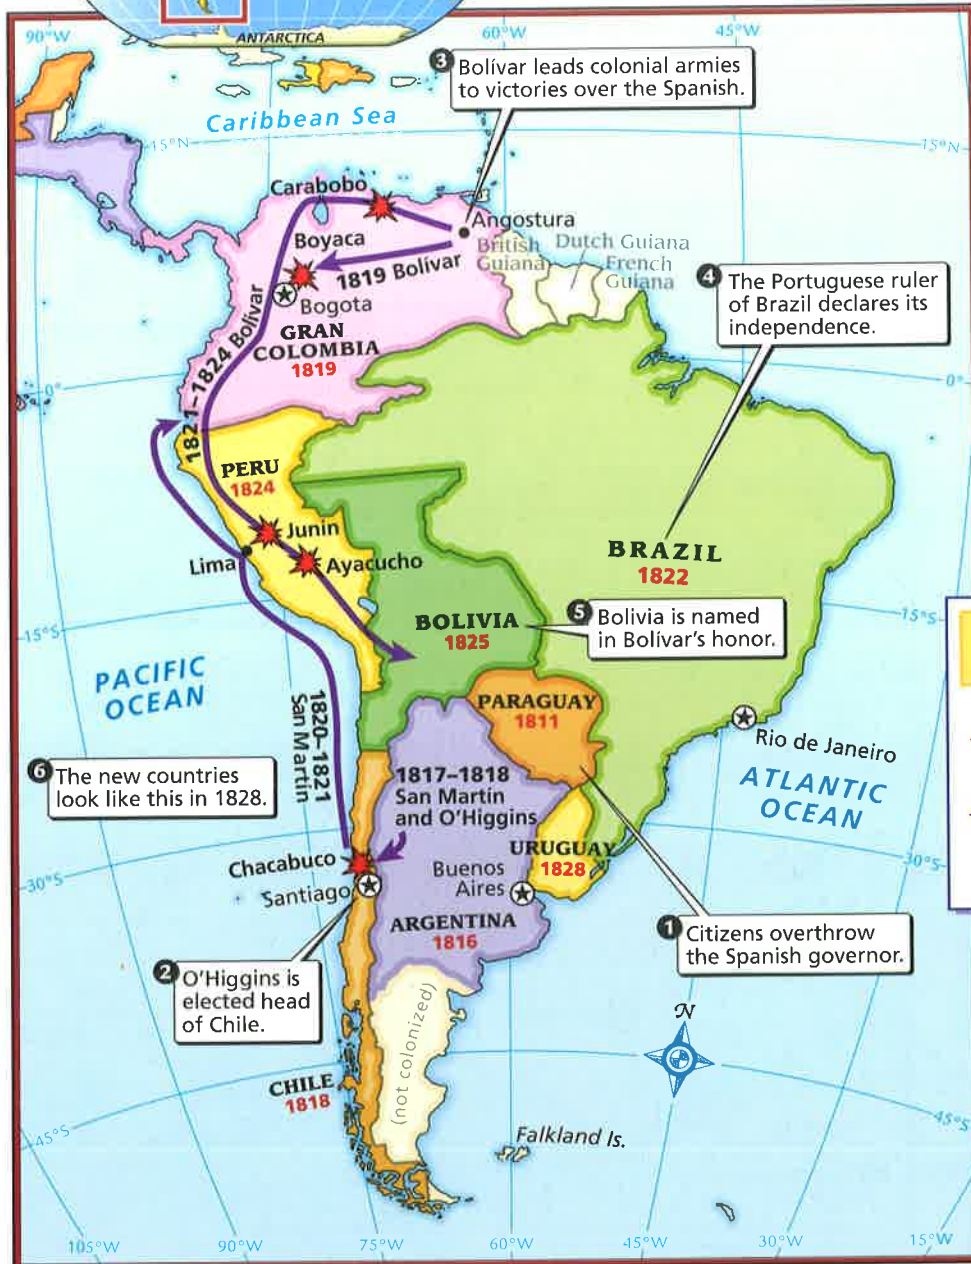 ANTARCTICA
90°W
60°W
45°W
3 Bolívar leads colonial armies
to victories over the Spanish.
Caribbean Sea
15°N
15°N
Carabobo
Angostura
Boyaca
British
Guiana
Dutch Guiana
French
Guiana
1819 Bolívar
Bogota
4 The Portuguese ruler
of Brazil declares its
independence.
GRAN
COLOMBIA
1819
1821–1824 Bolívar
0°
0°
PERU
1824
Junin
Lima
Ayacucho
BRAZIL
1822
BOLIVIA
1825
5 Bolivia is named
in Bolívar's honor.
15°S
15°S
PACIFIC
OCEAN
PARAGUAY
1811
1820–1821
San Martín
Rio de Janeiro
6 The new countries
look like this in 1828.
1817–1818
San Martín
and O'Higgins
ATLANTIC
OCEAN
URUGUAY
1828
Chacabuco
Santiago
Buenos
Aires
30°S
30°S
ARGENTINA
1816
1 Citizens overthrow
the Spanish governor.
2 O'Higgins is
elected head
of Chile.
(not colonized)
N
CHILE
1818
45°S
45°S
Falkland Is.
105°W
90°W
75°W
60°W
45°W
30°W
15°W